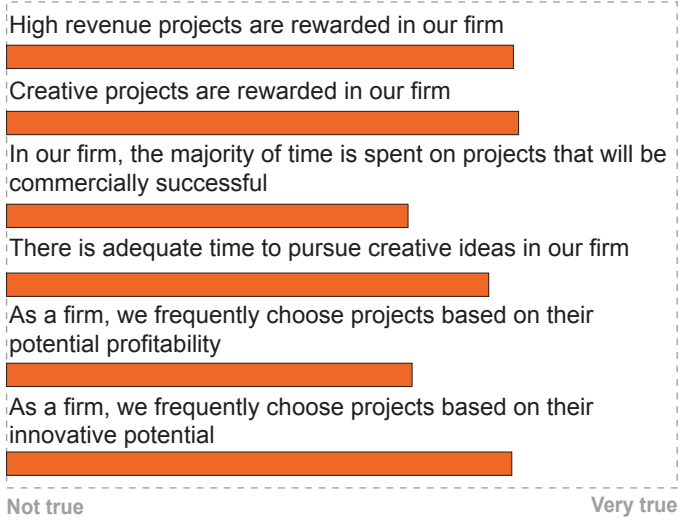 High revenue projects are rewarded in our firm
Creative projects are rewarded in our firm
In our firm, the majority of time is spent on projects that will be
commercially successful
There is adequate time to pursue creative ideas in our firm
As a firm, we frequently choose projects based on their
potential profitability
As a firm, we frequently choose projects based on their
innovative potential
Not true
Very true